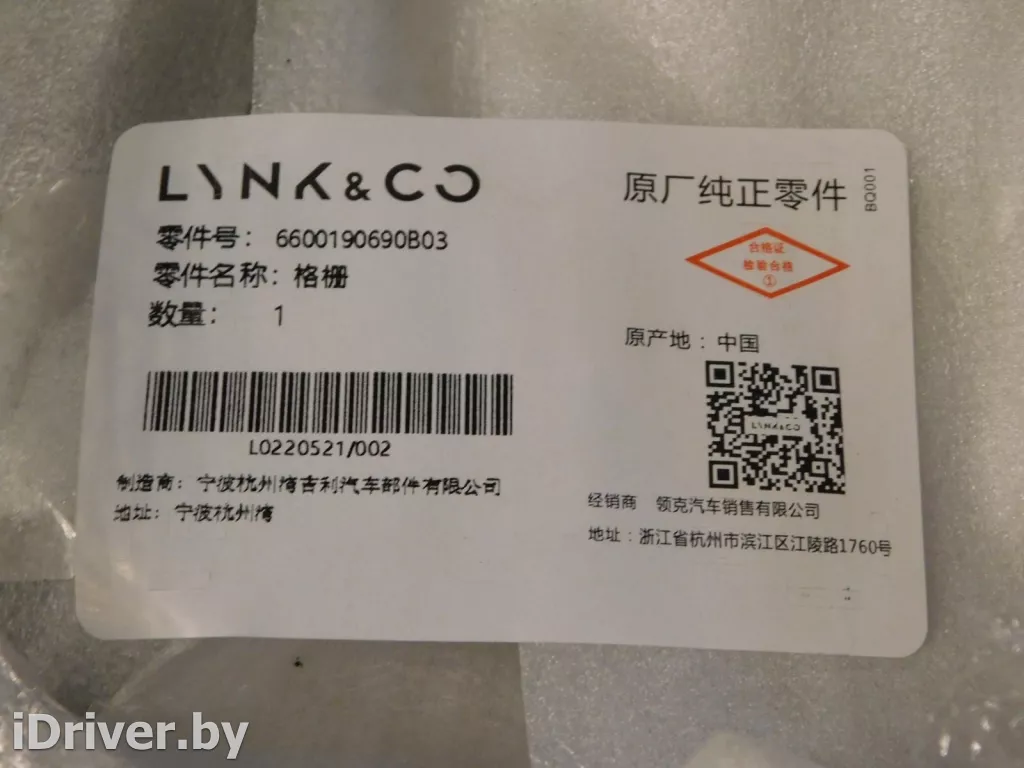 LYNK&CO
零件号： 6600190690B03
零件名称：格栅
数量： 1
L0220521/002
制造商：宁波杭州湾吉利汽车部件有限公司
地址：宁波杭州湾
原厂纯正零件
BQ001
合格证
检验合格
①
原产地：中国
LYNK&CO
经销商 领克汽车销售有限公司
地址：浙江省杭州市滨江区江陵路1760号
iDriver.by